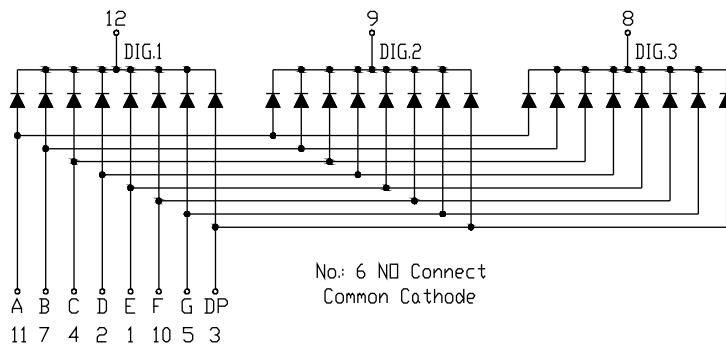 12 9 8
DIG.1 DIG.2 DIG.3
No.: 6 NO Connect
Common Cathode
A B C D E F G DP
11 7 4 2 1 10 5 3